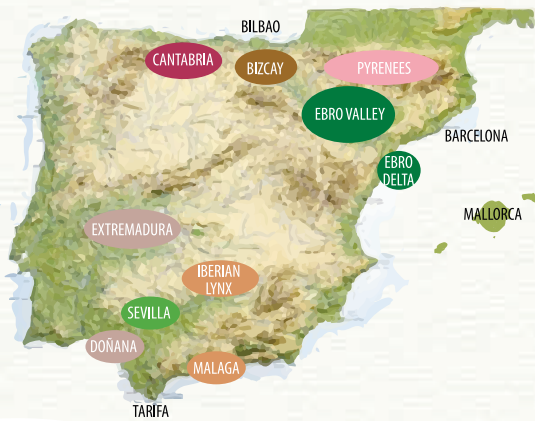 BILBAO
CANTABRIA
BIZCAY
PYRENEES
EBRO VALLEY
BARCELONA
EBRO
DELTA
MALLORCA
EXTREMADURA
IBERIAN
LYNX
SEVILLA
DOÑANA
MALAGA
TARIFA